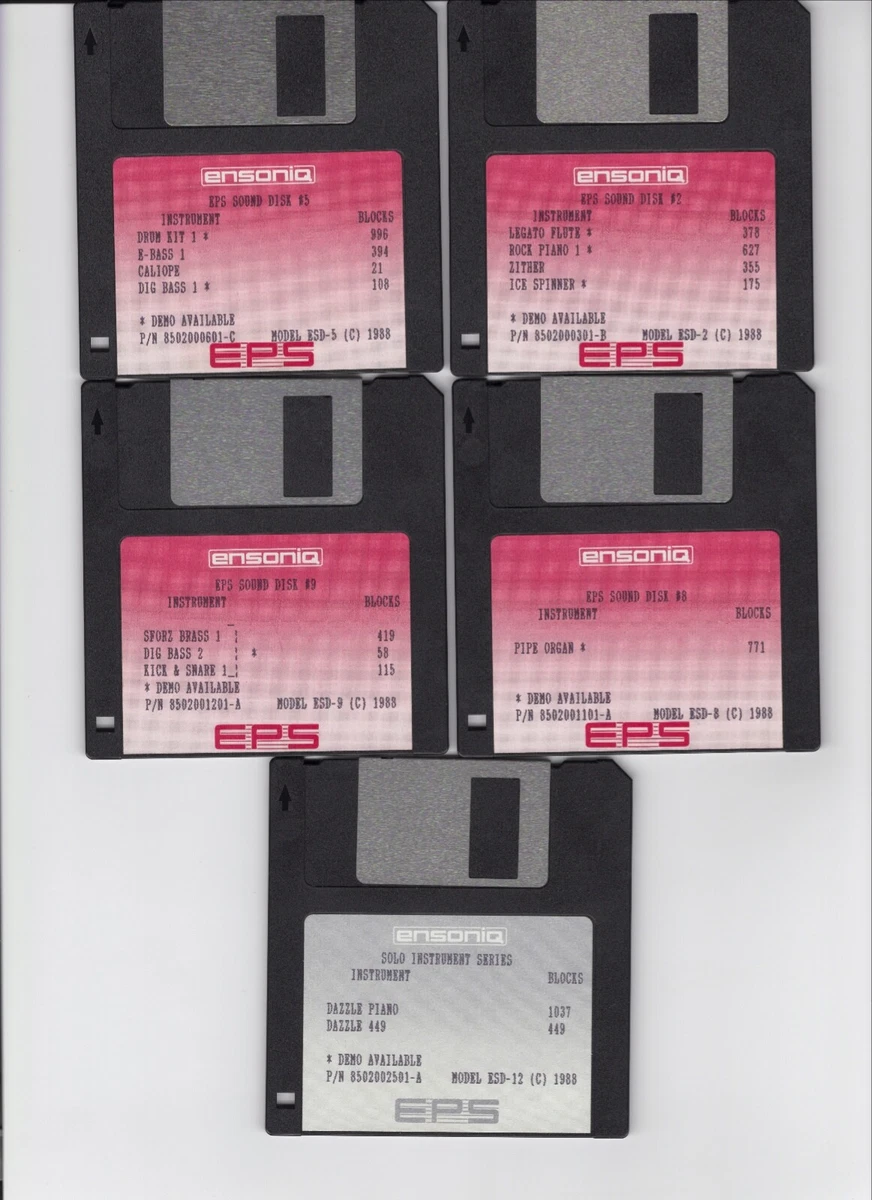 ensoniq
EPS SOUND DISK #5
INSTRUMENT BLOCKS
DRUM KIT 1 * 996
E-BASS 1 394
CALIOPE 21
DIG BASS 1 * 108
* DEMO AVAILABLE
P/N 8502000601-C MODEL ESD-5 (C) 1988
EPS
ensoniq
EPS SOUND DISK #2
INSTRUMENT BLOCKS
LEGATO FLUTE * 378
ROCK PIANO 1 * 627
ZITHER 355
ICE SPINNER * 175
* DEMO AVAILABLE
P/N 8502000301-B MODEL ESD-2 (C) 1988
EPS
ensoniq
EPS SOUND DISK #9
INSTRUMENT BLOCKS
SFORZ BRASS 1 ¦ 419
DIG BASS 2 ¦ * 58
KICK & SNARE 1_¦ 115
* DEMO AVAILABLE
P/N 8502001201-A MODEL ESD-9 (C) 1988
EPS
ensoniq
EPS SOUND DISK #8
INSTRUMENT BLOCKS
PIPE ORGAN * 771
* DEMO AVAILABLE
P/N 8502001101-A MODEL ESD-8 (C) 1988
EPS
ensoniq
SOLO INSTRUMENT SERIES
INSTRUMENT BLOCKS
DAZZLE PIANO 1037
DAZZLE 449 449
* DEMO AVAILABLE
P/N 8502002501-A MODEL ESD-12 (C) 1988
EPS